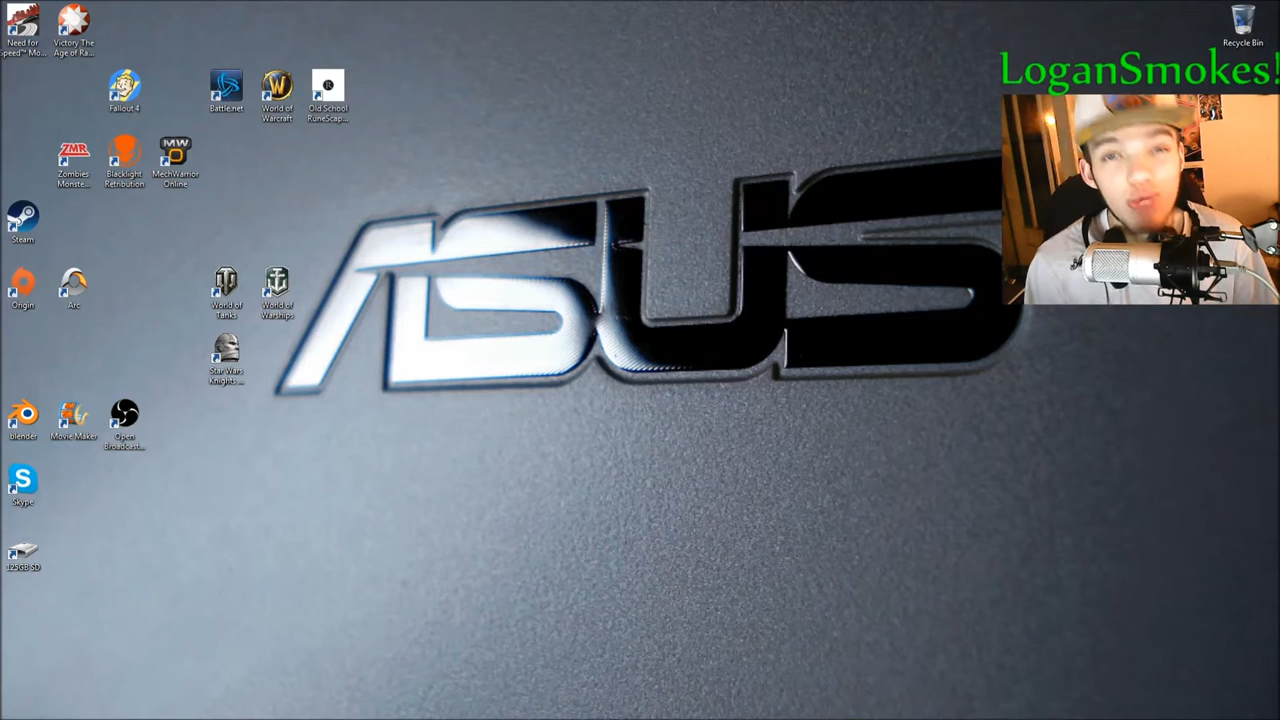 Need for
Speed™ Mo...
Victory The
Age of Ra...
Recycle Bin
LoganSmokes!
Fallout 4
Battle.net
World of
Warcraft
Old School
RuneScap...
ZMR
Zombies
Monste...
Blacklight
Retribution
MW
MechWarrior
Online
Steam
ASUS
Origin
Arc
World of
Tanks
World of
Warships
Star Wars
Knights ...
blender
Movie Maker
Open
Broadcast...
Skype
125GB SD